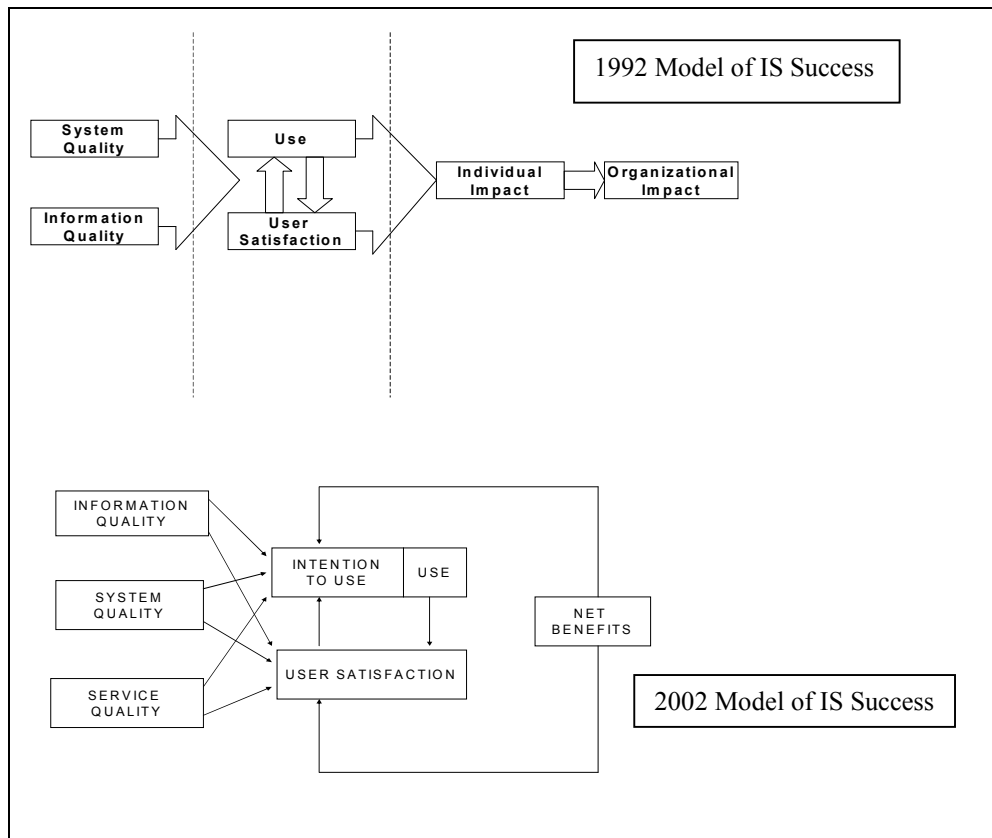 1992 Model of IS Success
System
Quality
Information
Quality
Use
User
Satisfaction
Individual
Impact
Organizational
Impact
INFORMATION
QUALITY
SYSTEM
QUALITY
SERVICE
QUALITY
INTENTION
TO USE
USE
USER SATISFACTION
NET
BENEFITS
2002 Model of IS Success